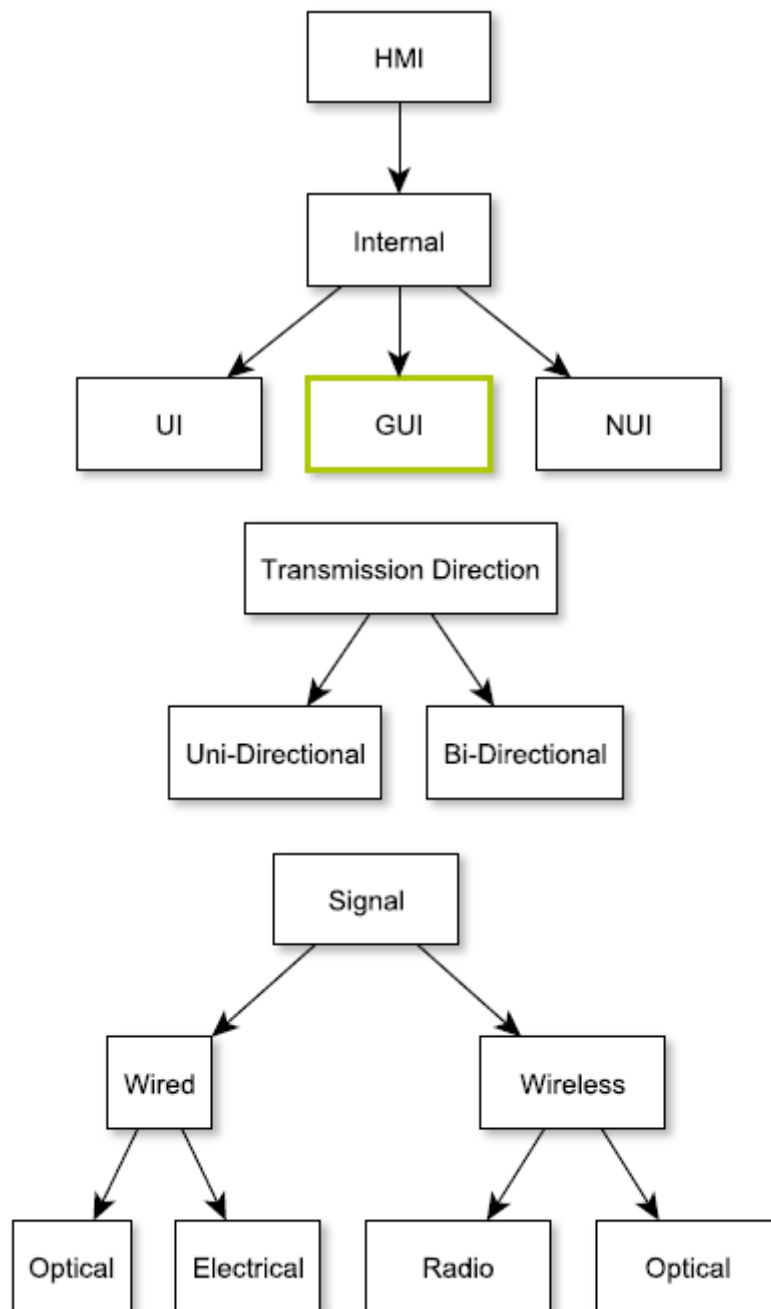 HMI
Internal
UI
GUI
NUI
Transmission Direction
Uni-Directional
Bi-Directional
Signal
Wired
Wireless
Optical
Electrical
Radio
Optical